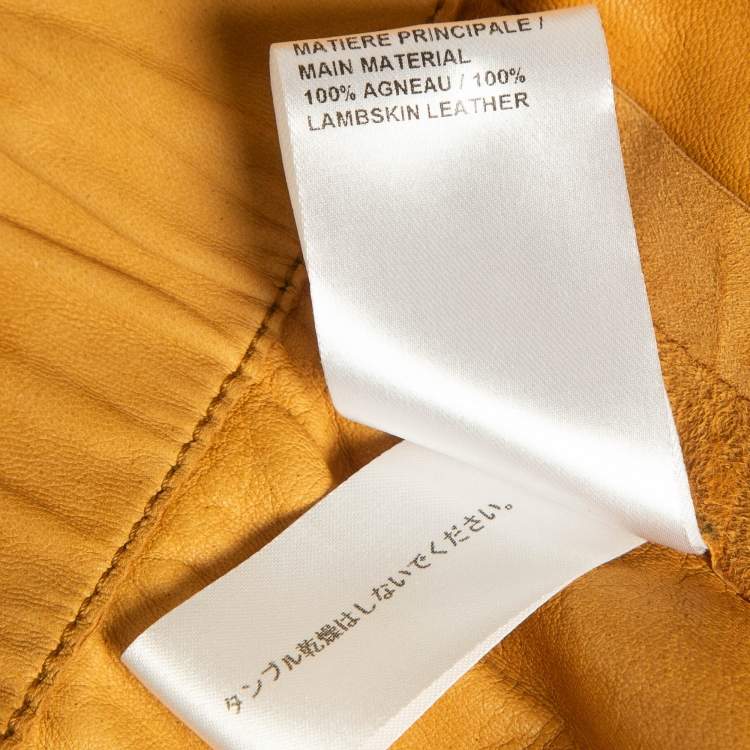 MATIERE PRINCIPALE /
MAIN MATERIAL
100% AGNEAU / 100%
LAMBSKIN LEATHER
タンブル乾燥はしないでください。